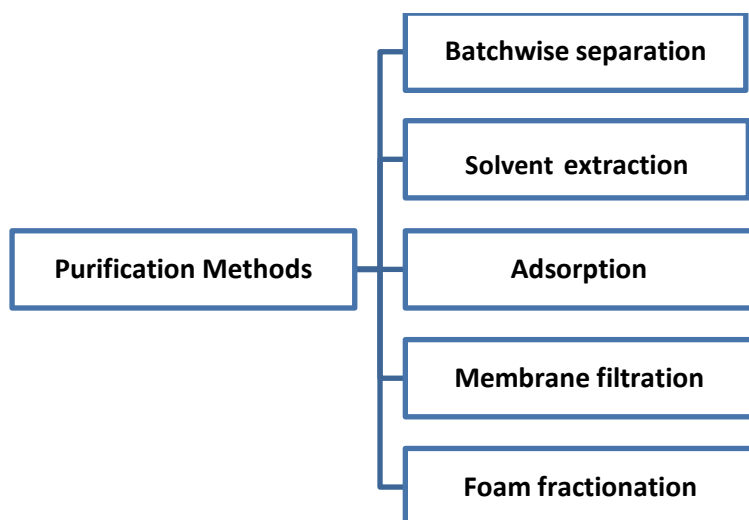 Batchwise separation
Solvent extraction
Purification Methods
Adsorption
Membrane filtration
Foam fractionation